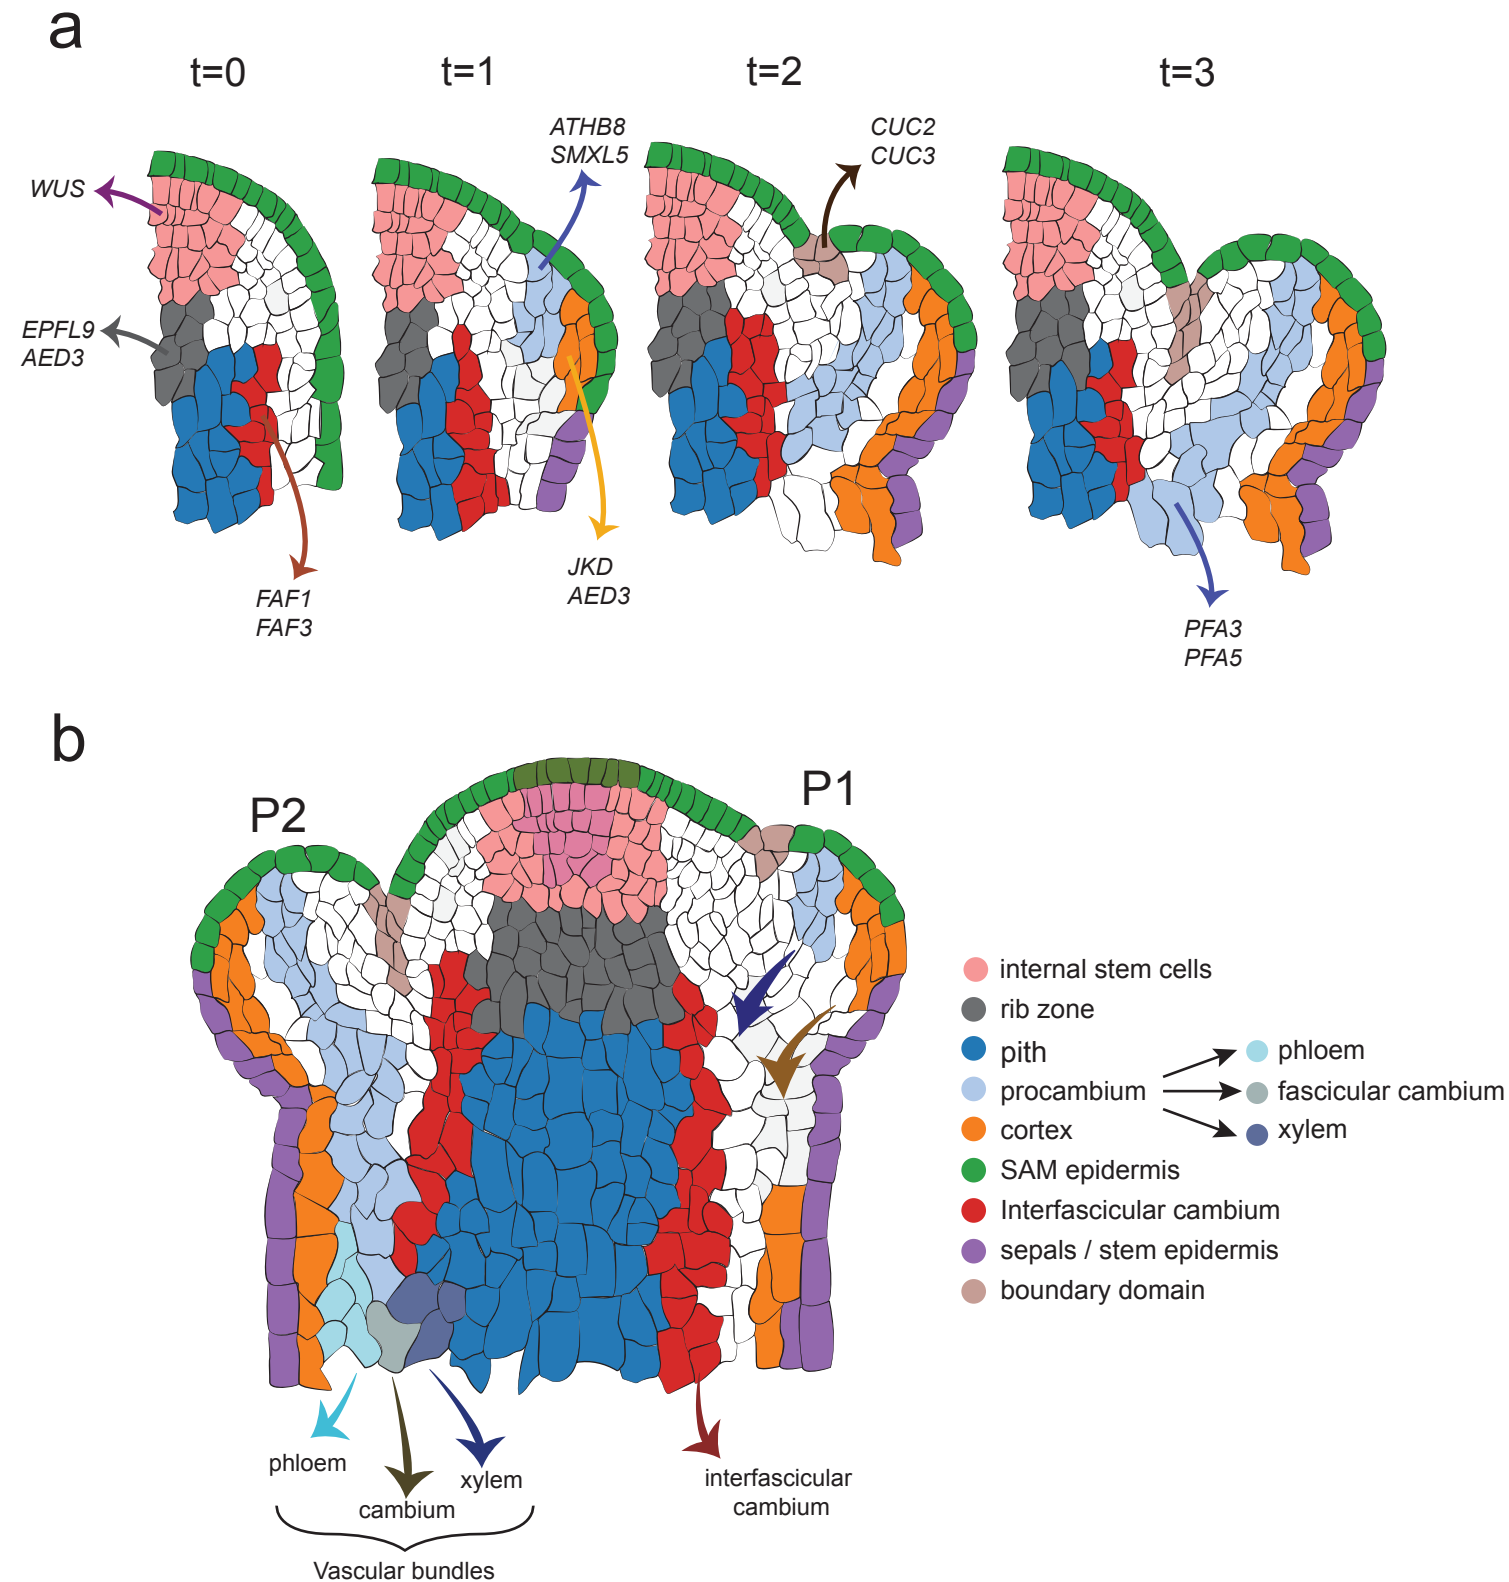 a
t=0
t=1
t=2
t=3
ATHB8
SMXL5
CUC2
CUC3
WUS
EPFL9
AED3
JKD
AED3
FAF1
FAF3
PFA3
PFA5
b
P2
P1
internal stem cells
rib zone
pith
procambium
cortex
SAM epidermis
Interfascicular cambium
sepals / stem epidermis
boundary domain
phloem
fascicular cambium
xylem
phloem
cambium
xylem
Vascular bundles
interfascicular
cambium